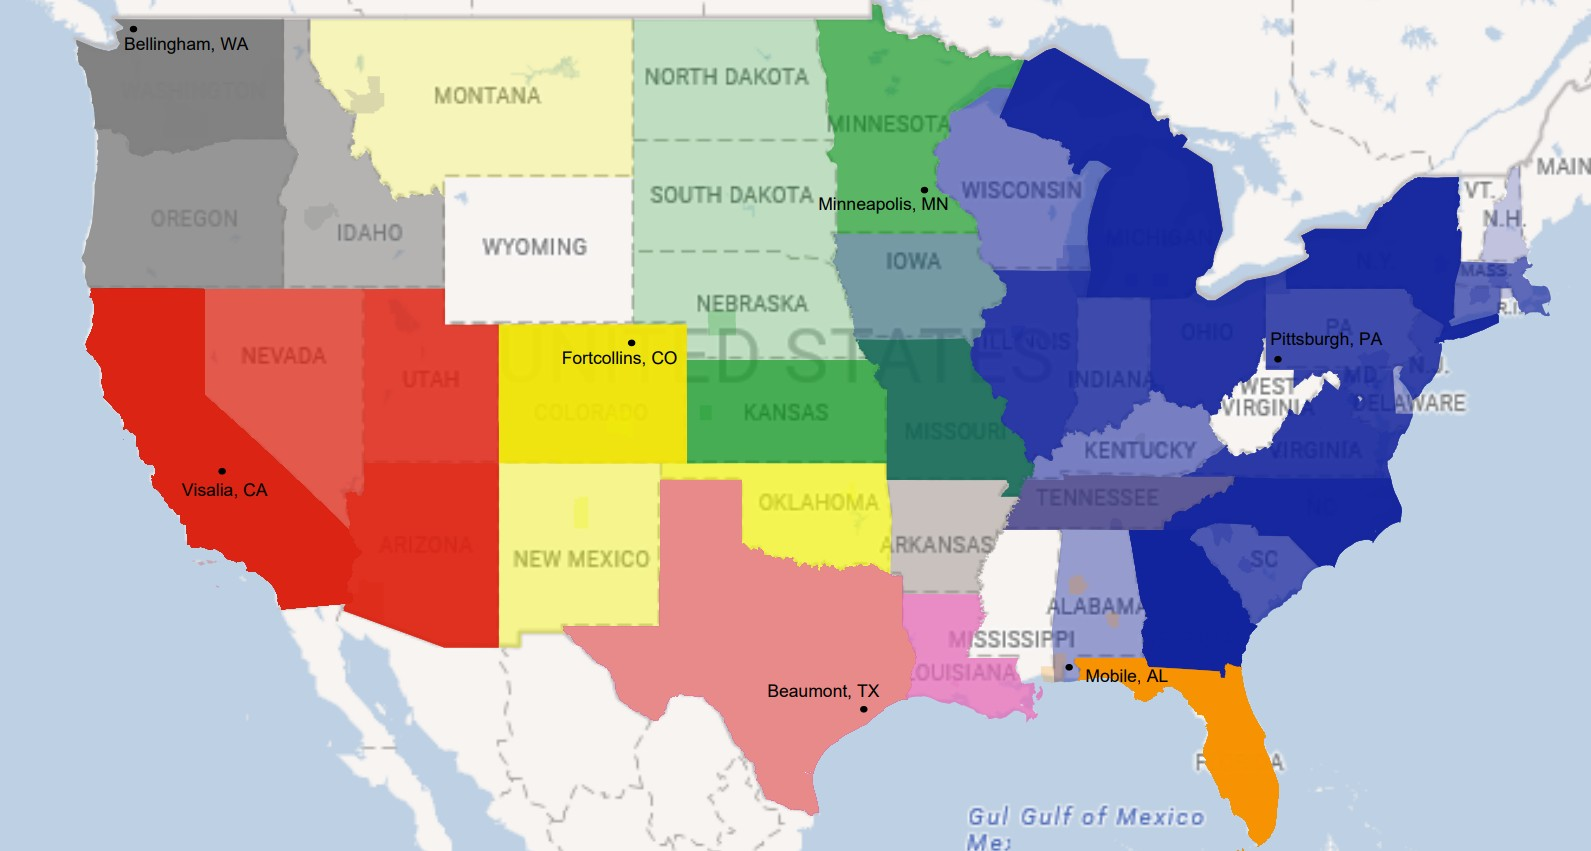 Bellingham, WA
WASHINGTON
MONTANA
NORTH DAKOTA
MINNESOTA
MAIN
VT.
N.H.
OREGON
IDAHO
WYOMING
SOUTH DAKOTA
Minneapolis, MN
WISCONSIN
MICHIGAN
N.Y.
MASS.
R.I.
IOWA
NEBRASKA
NEVADA
UTAH
Fortcollins, CO
UNITED STATES
ILLINOIS
INDIANA
OHIO
PA
Pittsburgh, PA
N.J.
MD
DELAWARE
WEST
VIRGINIA
COLORADO
KANSAS
MISSOURI
KENTUCKY
VIRGINIA
Visalia, CA
ARIZONA
NEW MEXICO
OKLAHOMA
ARKANSAS
TENNESSEE
NC
SC
ALABAMA
MISSISSIPPI
LOUISIANA
Mobile, AL
Beaumont, TX
F A
Gul Gulf of Mexico
Me